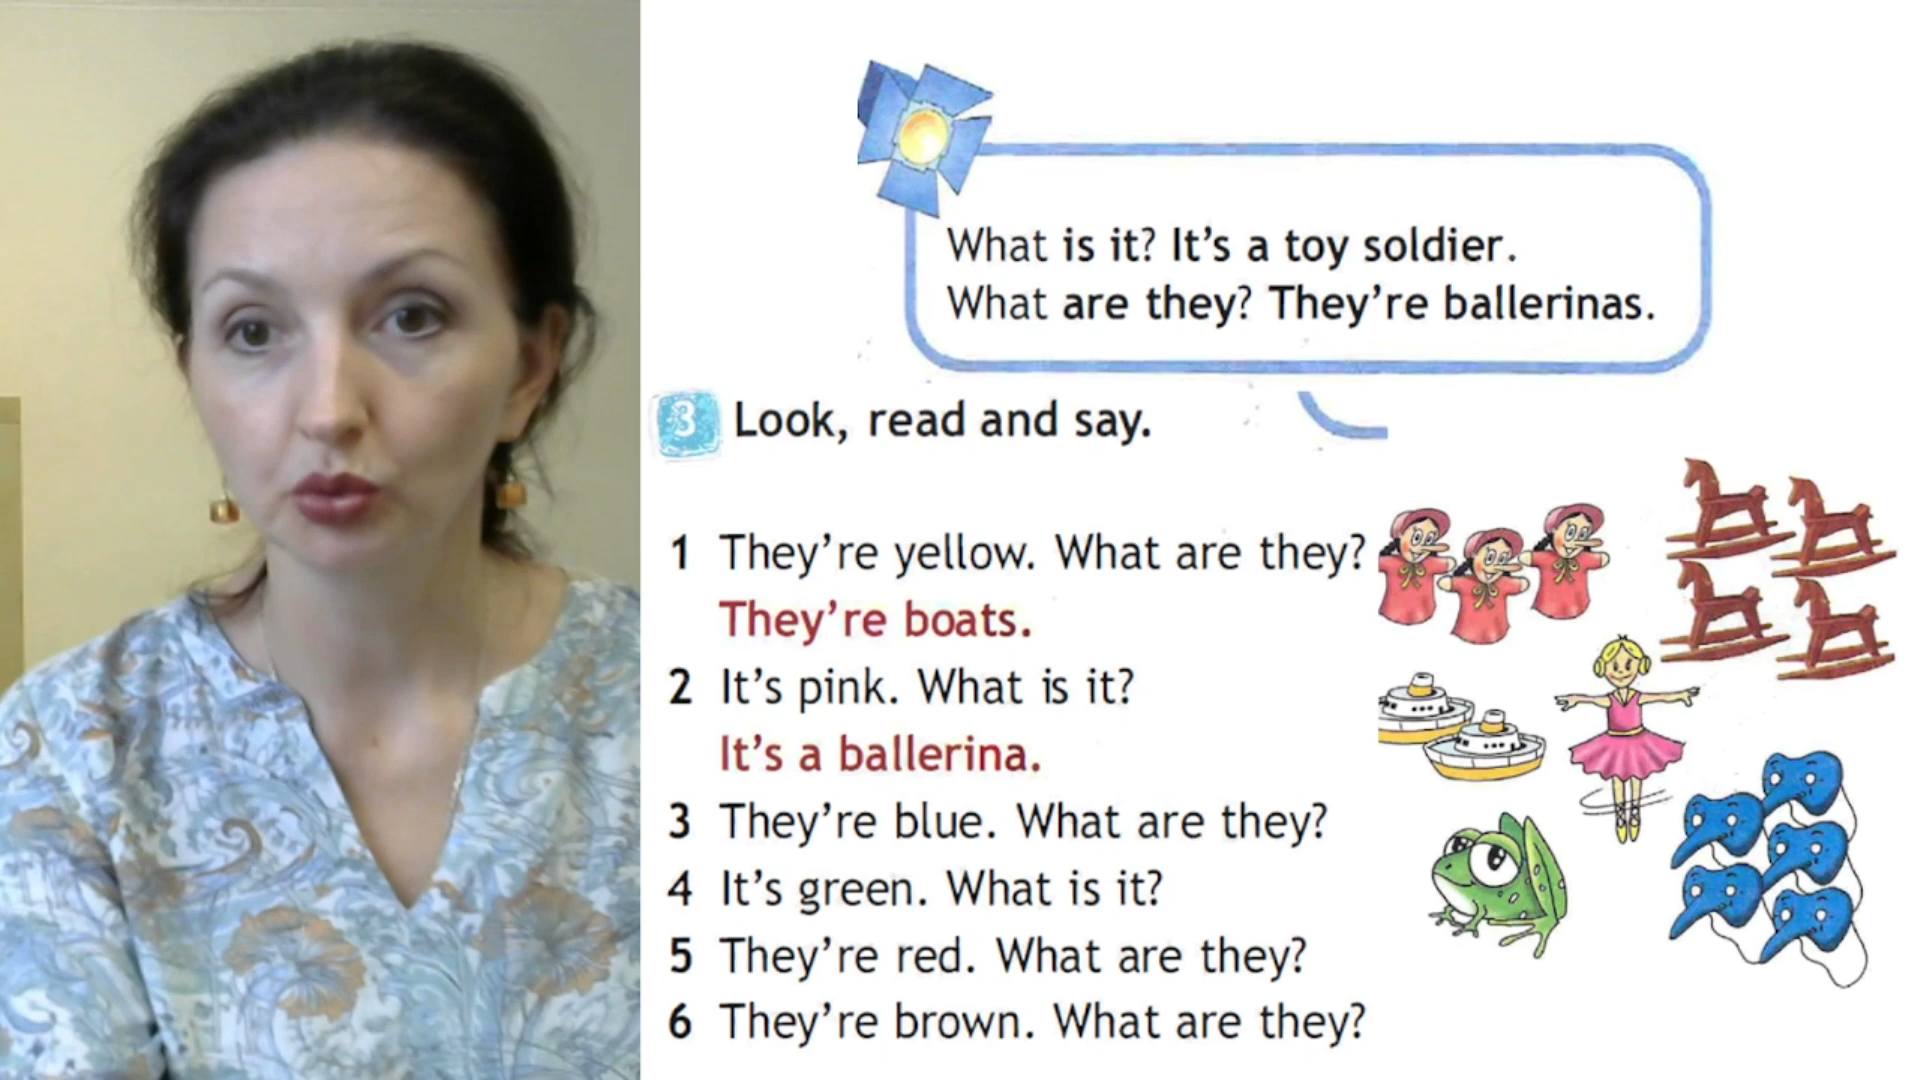 What is it? It's a toy soldier.
What are they? They're ballerinas.
3 Look, read and say.
1 They're yellow. What are they?
They're boats.
2 It's pink. What is it?
It's a ballerina.
3 They're blue. What are they?
4 It's green. What is it?
5 They're red. What are they?
6 They're brown. What are they?